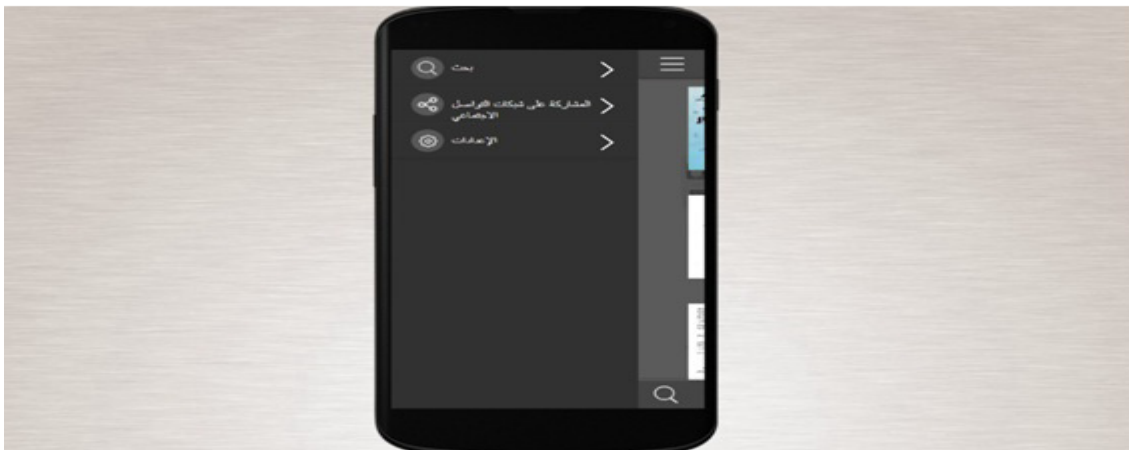 بحث
المشاركة على شبكات التواصل
الاجتماعي
الإعدادات